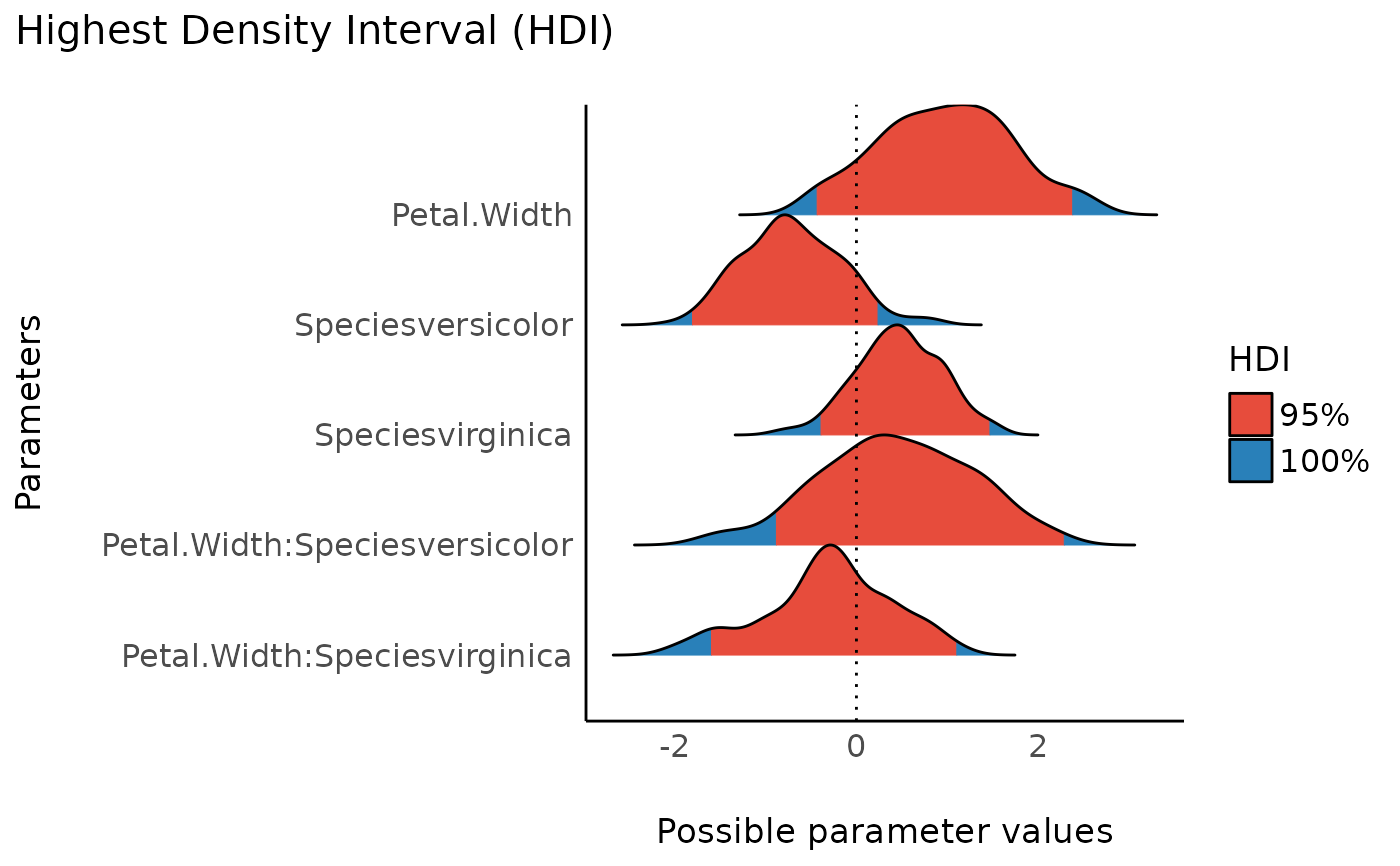 Highest Density Interval (HDI)
Parameters
Petal.Width
Speciesversicolor
Speciesvirginica
Petal.Width:Speciesversicolor
Petal.Width:Speciesvirginica
-2 0 2
Possible parameter values
HDI
95%
100%